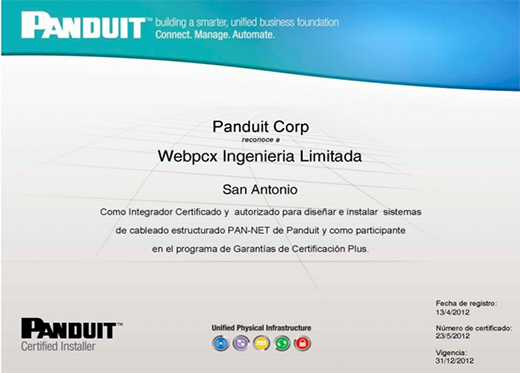 PANDUIT™
building a smarter, unified business foundation
Connect. Manage. Automate.
Panduit Corp
reconoce a
Webpcx Ingenieria Limitada
San Antonio
Como Integrador Certificado y autorizado para diseñar e instalar sistemas
de cableado estructurado PAN-NET de Panduit y como participante
en el programa de Garantías de Certificación Plus.
Fecha de registro:
13/4/2012
Número de certificado:
23/5/2012
Vigencia:
31/12/2012
PANDUIT™
Certified Installer
Unified Physical Infrastructure